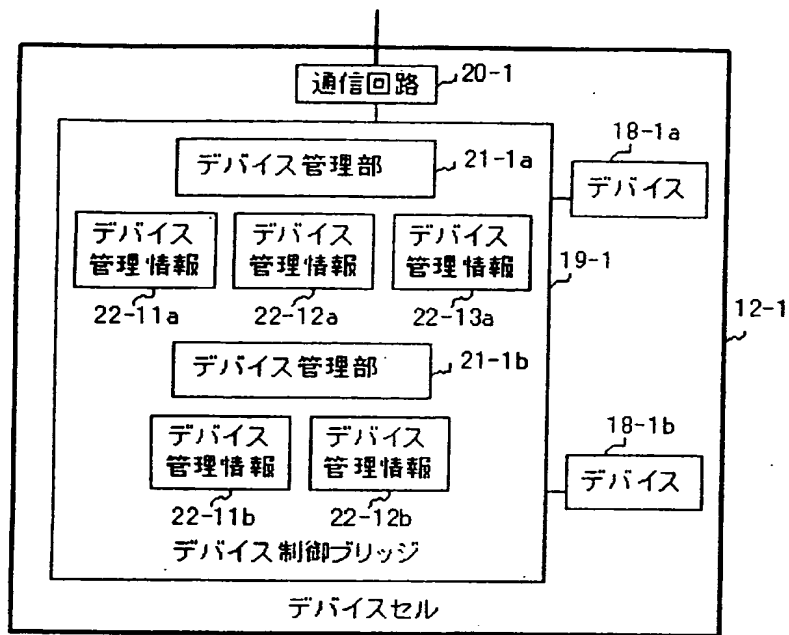 通信回路
20-1
デバイス管理部
21-1a
18-1a
デバイス
デバイス
管理情報
デバイス
管理情報
デバイス
管理情報
19-1
22-11a
22-12a
22-13a
12-1
デバイス管理部
21-1b
デバイス
管理情報
デバイス
管理情報
18-1b
デバイス
22-11b
22-12b
デバイス制御ブリッジ
デバイスセル